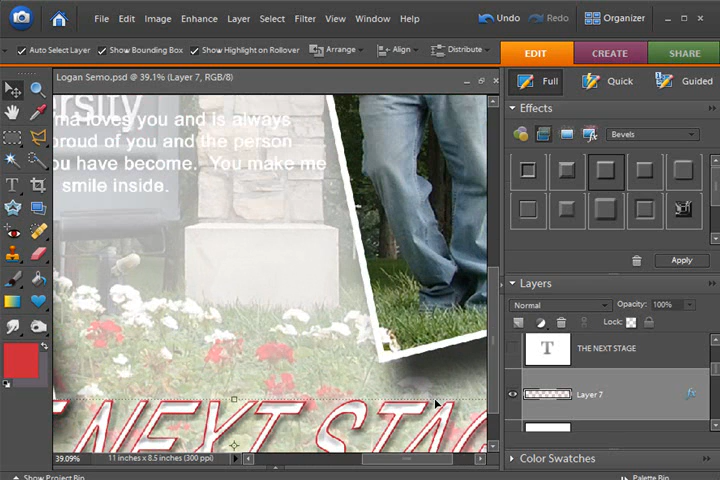 File Edit Image Enhance Layer Select Filter View Window Help Undo Redo Organizer
Auto Select Layer Show Bounding Box Show Highlight on Rollover Arrange Align Distribute EDIT CREATE SHARE
Logan Semo.psd @ 39.1% (Layer 7, RGB/8)
Full Quick Guided
Effects
Bevels
Apply
Layers
Normal Opacity: 100%
Lock:
T THE NEXT STAGE
Layer 7 fx
Color Swatches
39.09% 11 inches x 8.5 inches (300 ppi)
Show Project Bin Palette Bin
loves you and is always
proud of you and the person
you have become. You make me
smile inside.
NEXT STAG